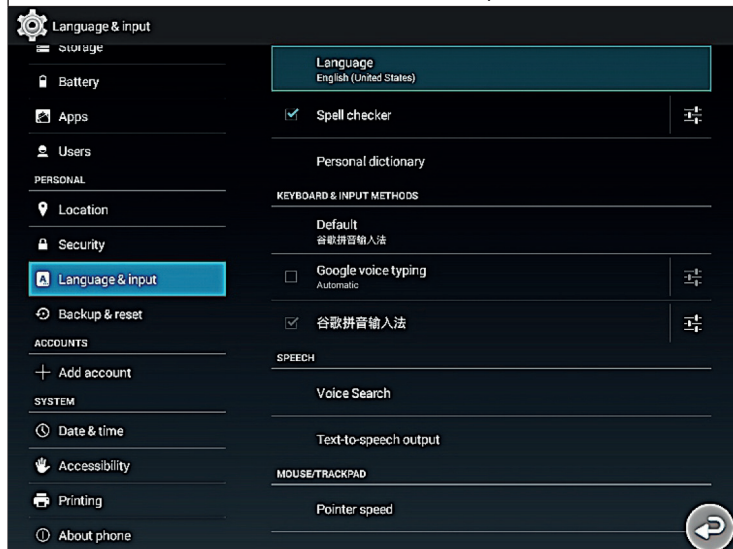 Language & input
Storage
Battery
Apps
Users
PERSONAL
Location
Security
Language & input
Backup & reset
ACCOUNTS
Add account
SYSTEM
Date & time
Accessibility
Printing
About phone
Language
English (United States)
Spell checker
Personal dictionary
KEYBOARD & INPUT METHODS
Default
谷歌拼音输入法
Google voice typing
Automatic
谷歌拼音输入法
SPEECH
Voice Search
Text-to-speech output
MOUSE/TRACKPAD
Pointer speed